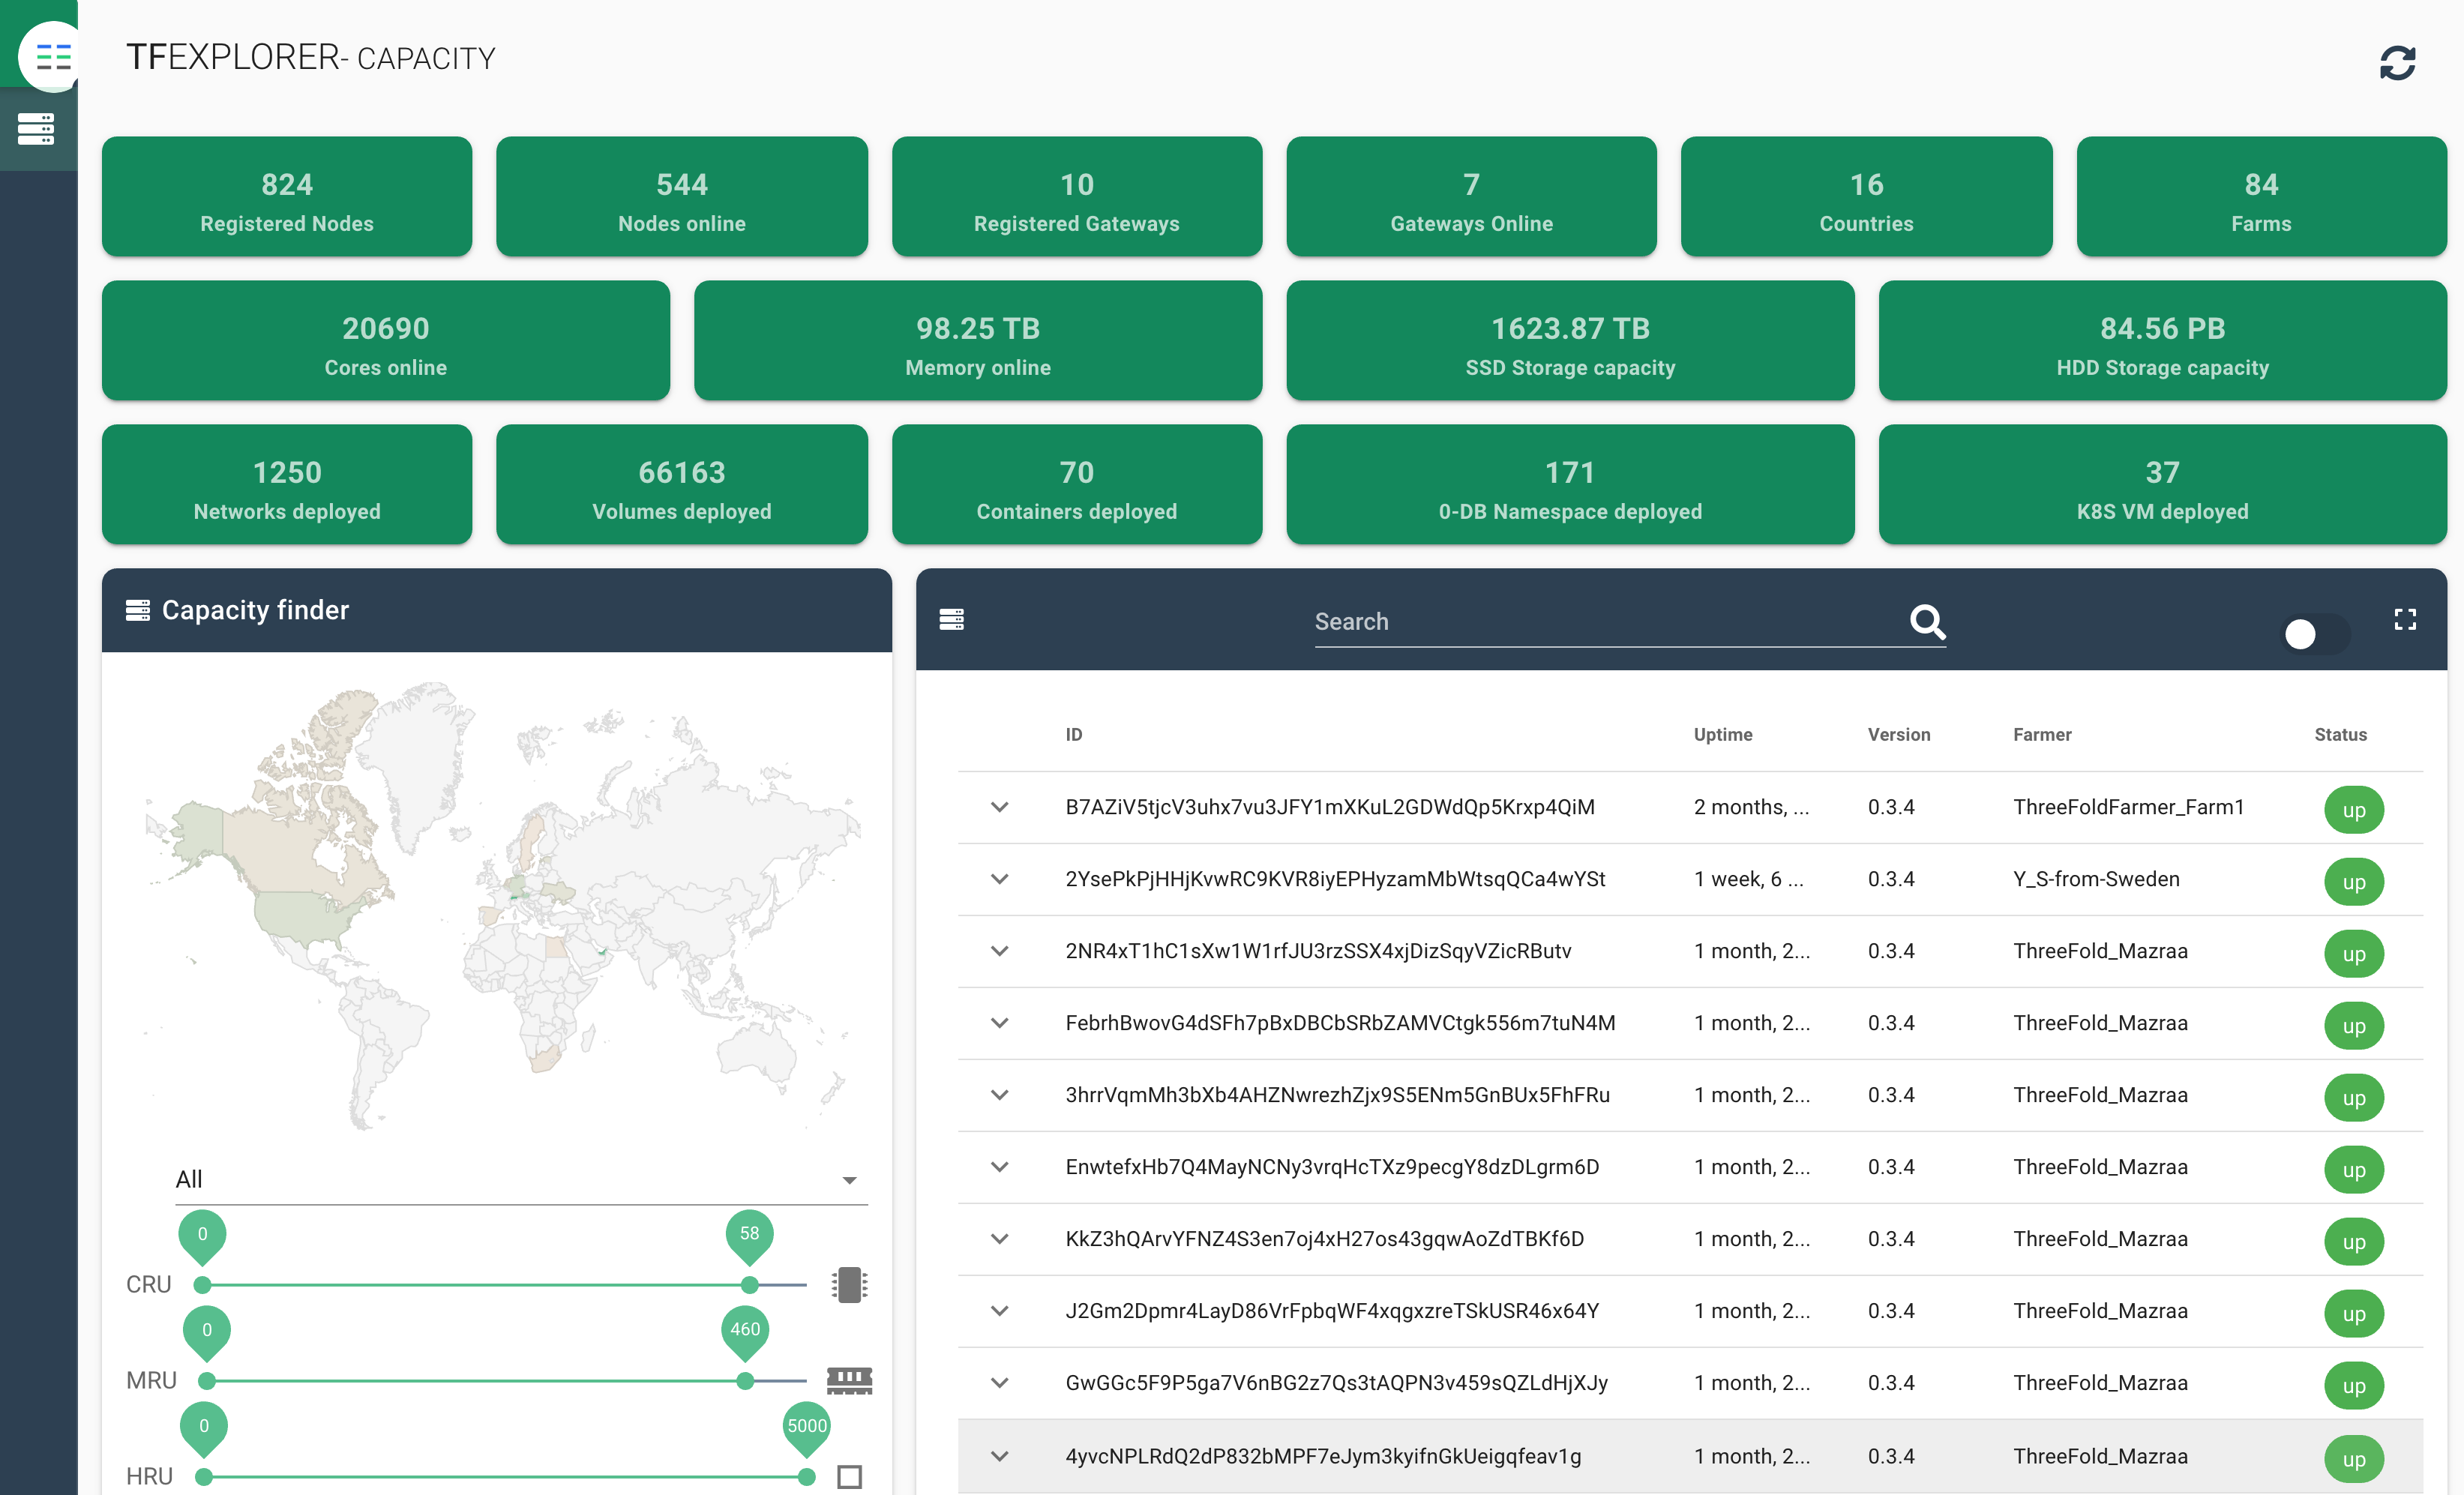 TFEXPLORER- CAPACITY
824
Registered Nodes
544
Nodes online
10
Registered Gateways
7
Gateways Online
16
Countries
84
Farms
20690
Cores online
98.25 TB
Memory online
1623.87 TB
SSD Storage capacity
84.56 PB
HDD Storage capacity
1250
Networks deployed
66163
Volumes deployed
70
Containers deployed
171
0-DB Namespace deployed
37
K8S VM deployed
Capacity finder
All
0
58
CRU
0
460
MRU
0
5000
HRU
Search
ID Uptime Version Farmer Status
B7AZiV5tjcV3uhx7vu3JFY1mXKuL2GDWdQp5Krxp4QiM 2 months, ... 0.3.4 ThreeFoldFarmer_Farm1 up
2YsePkPjHHjKvwRC9KVR8iyEPHyzamMbWtsqQCa4wYSt 1 week, 6 ... 0.3.4 Y_S-from-Sweden up
2NR4xT1hC1sXw1W1rfJU3rzSSX4xjDizSqyVZicRButv 1 month, 2... 0.3.4 ThreeFold_Mazraa up
FebrhBwovG4dSFh7pBxDBCbSRbZAMVCtgk556m7tuN4M 1 month, 2... 0.3.4 ThreeFold_Mazraa up
3hrrVqmMh3bXb4AHZNwrezhZjx9S5ENm5GnBUx5FhFRu 1 month, 2... 0.3.4 ThreeFold_Mazraa up
EnwtefxHb7Q4MayNCNy3vrqHcTXz9pecgY8dzDLgrm6D 1 month, 2... 0.3.4 ThreeFold_Mazraa up
KkZ3hQArvYFNZ4S3en7oj4xH27os43gqwAoZdTBKf6D 1 month, 2... 0.3.4 ThreeFold_Mazraa up
J2Gm2Dpmr4LayD86VrFpbqWF4xqgxzreTSkUSR46x64Y 1 month, 2... 0.3.4 ThreeFold_Mazraa up
GwGGc5F9P5ga7V6nBG2z7Qs3tAQPN3v459sQZLdHjXJy 1 month, 2... 0.3.4 ThreeFold_Mazraa up
4yvcNPLRdQ2dP832bMPF7eJym3kyifnGkUeigqfeav1g 1 month, 2... 0.3.4 ThreeFold_Mazraa up